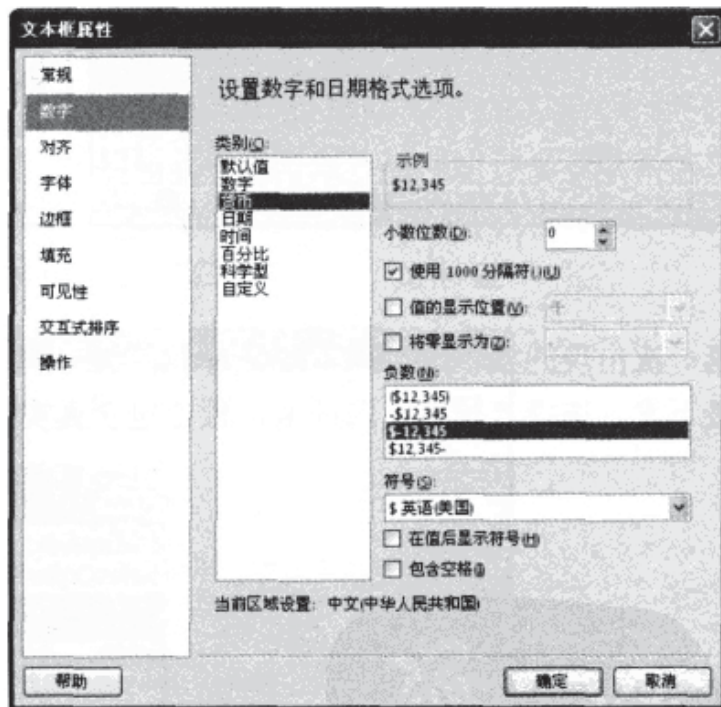 文本框属性
常规
数字
对齐
字体
边框
填充
可见性
交互式排序
操作
设置数字和日期格式选项。
类别(C):
默认值
数字
货币
日期
时间
百分比
科学型
自定义
示例
$12,345
小数位数(D): 0
使用 1000 分隔符(,)(U)
值的显示位置(V): 千
将零显示为(Z): -
负数(N):
($12,345)
-$12,345
$-12,345
$12,345-
符号(S):
$ 英语(美国)
在值后显示符号(H)
包含空格(I)
当前区域设置: 中文(中华人民共和国)
帮助
确定
取消